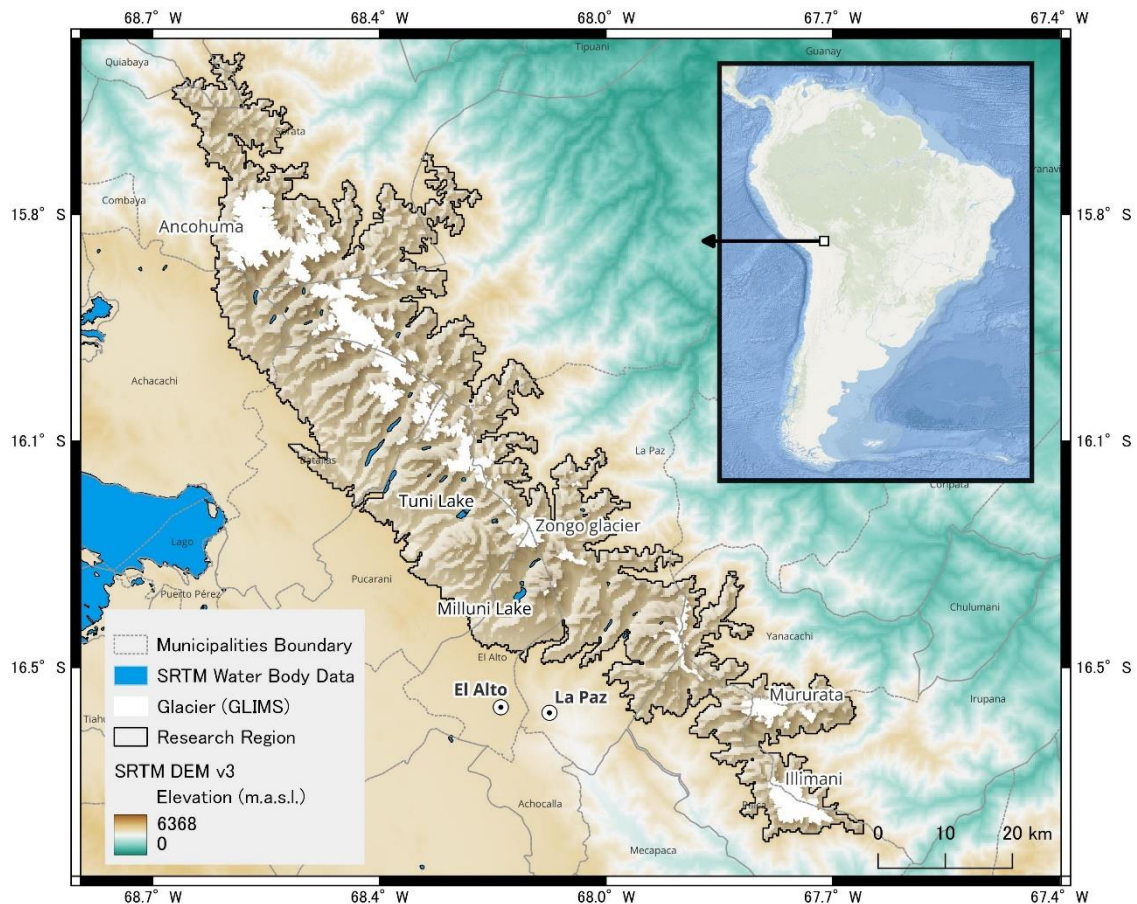 68.7° W
68.4° W
68.0° W
67.7° W
67.4° W
Quiabaya
Tipuani
Guanay
Sorata
15.8° S
Combaya
Ancohuma
15.8° S
Achacachi
16.1° S
16.1° S
Batallas
La Paz
Coripata
Tuni Lake
Zongo glacier
Lago
Pucarani
Puerto Pérez
Milluni Lake
Chulumani
Yanacachi
El Alto
16.5° S
16.5° S
El Alto
La Paz
Mururata
Irupana
Illimani
Palca
Achocalla
Mecapaca
Municipalities Boundary
SRTM Water Body Data
Glacier (GLIMS)
Research Region
SRTM DEM v3
Elevation (m.a.s.l.)
6368
0
0 10 20 km
68.7° W
68.4° W
68.0° W
67.7° W
67.4° W